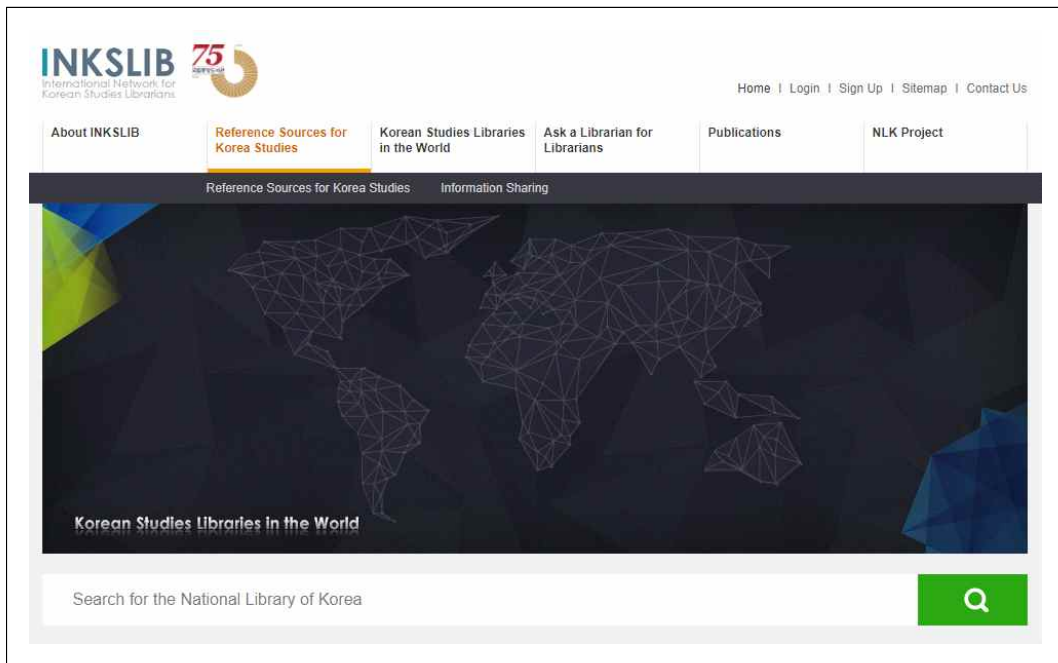 INKSLIB
International Network for
Korean Studies Librarians
75
Home | Login | Sign Up | Sitemap | Contact Us
About INKSLIB
Reference Sources for
Korea Studies
Korean Studies Libraries
in the World
Ask a Librarian for
Librarians
Publications
NLK Project
Reference Sources for Korea Studies
Information Sharing
Korean Studies Libraries in the World
Search for the National Library of Korea